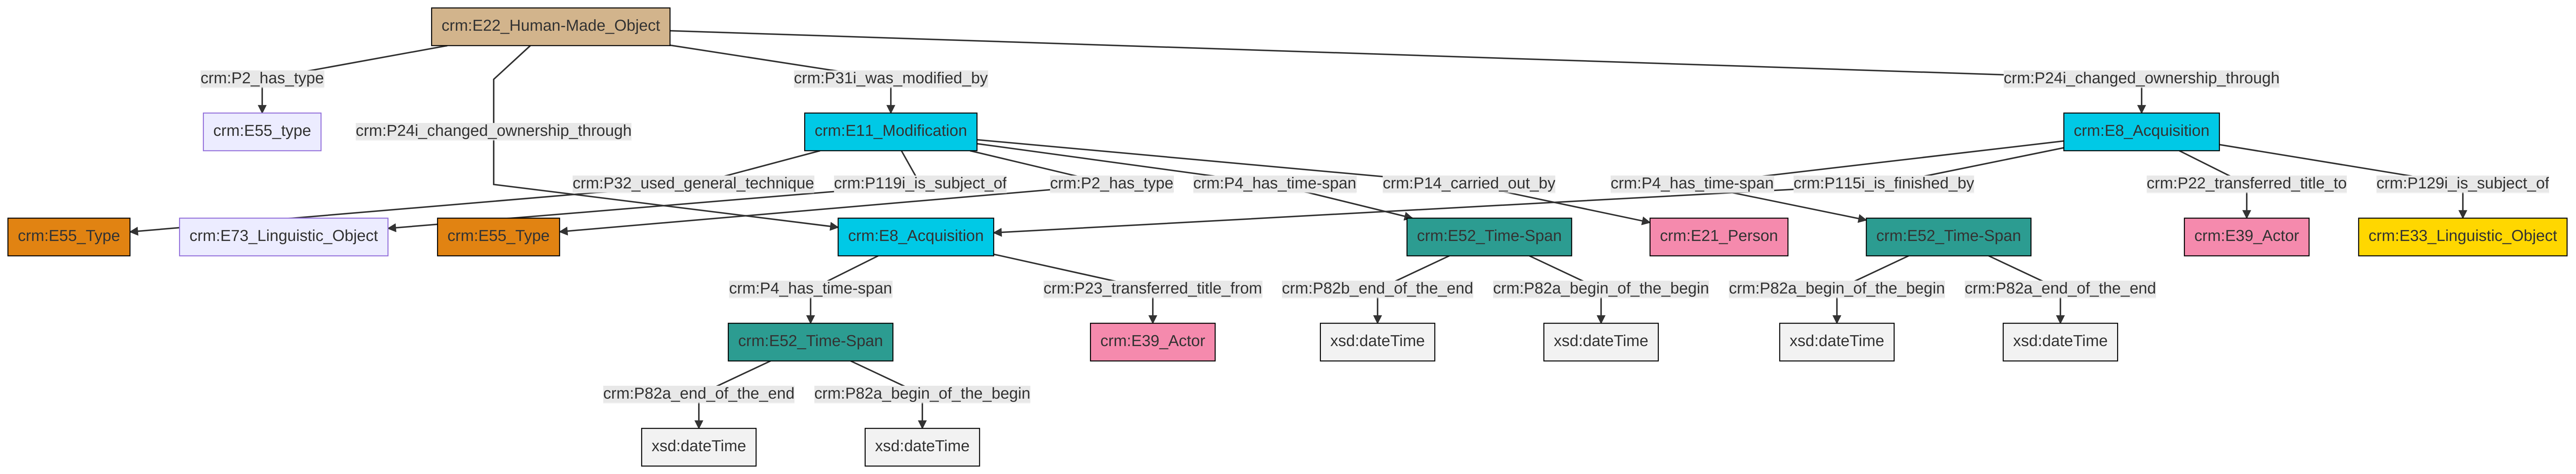 crm:E22_Human-Made_Object
crm:P2_has_type
crm:P31i_was_modified_by
crm:P24i_changed_ownership_through
crm:P24i_changed_ownership_through
crm:E55_type
crm:E11_Modification
crm:E8_Acquisition
crm:P32_used_general_technique
crm:P119i_is_subject_of
crm:P2_has_type
crm:P4_has_time-span
crm:P14_carried_out_by
crm:P4_has_time-span
crm:P115i_is_finished_by
crm:P22_transferred_title_to
crm:P129i_is_subject_of
crm:E55_Type
crm:E73_Linguistic_Object
crm:E55_Type
crm:E8_Acquisition
crm:E52_Time-Span
crm:E21_Person
crm:E52_Time-Span
crm:E39_Actor
crm:E33_Linguistic_Object
crm:P4_has_time-span
crm:P23_transferred_title_from
crm:P82b_end_of_the_end
crm:P82a_begin_of_the_begin
crm:P82a_begin_of_the_begin
crm:P82a_end_of_the_end
crm:E52_Time-Span
crm:E39_Actor
xsd:dateTime
xsd:dateTime
xsd:dateTime
xsd:dateTime
crm:P82a_end_of_the_end
crm:P82a_begin_of_the_begin
xsd:dateTime
xsd:dateTime